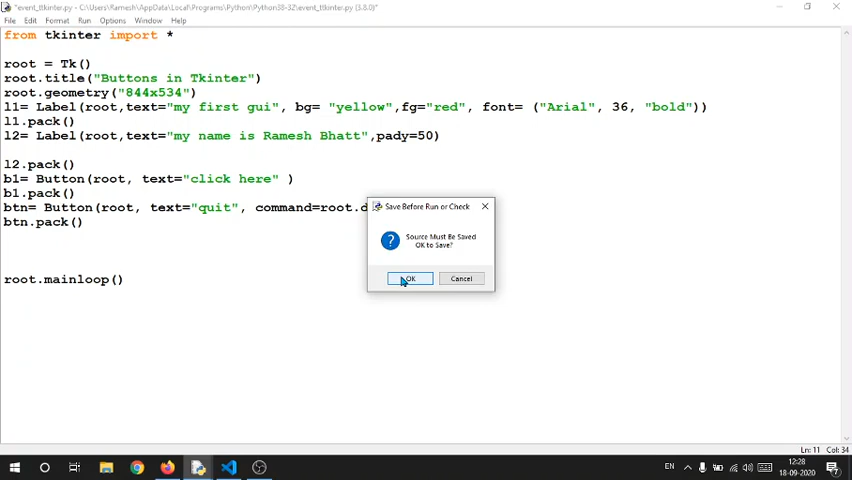 *event_ttkinter.py - C:\Users\Ramesh\AppData\Local\Programs\Python\Python38-32\event_ttkinter.py (3.8.0)*
File Edit Format Run Options Window Help
from tkinter import *
root = Tk()
root.title("Buttons in Tkinter")
root.geometry("844x534")
l1= Label(root,text="my first gui", bg= "yellow",fg="red", font= ("Arial", 36, "bold"))
l1.pack()
l2= Label(root,text="my name is Ramesh Bhatt",pady=50)
l2.pack()
b1= Button(root, text="click here" )
b1.pack()
btn= Button(root, text="quit", command=root.d
btn.pack()
root.mainloop()
Save Before Run or Check
Source Must Be Saved
OK to Save?
OK Cancel
Ln: 11 Col: 34
EN
12:28
18-09-2020